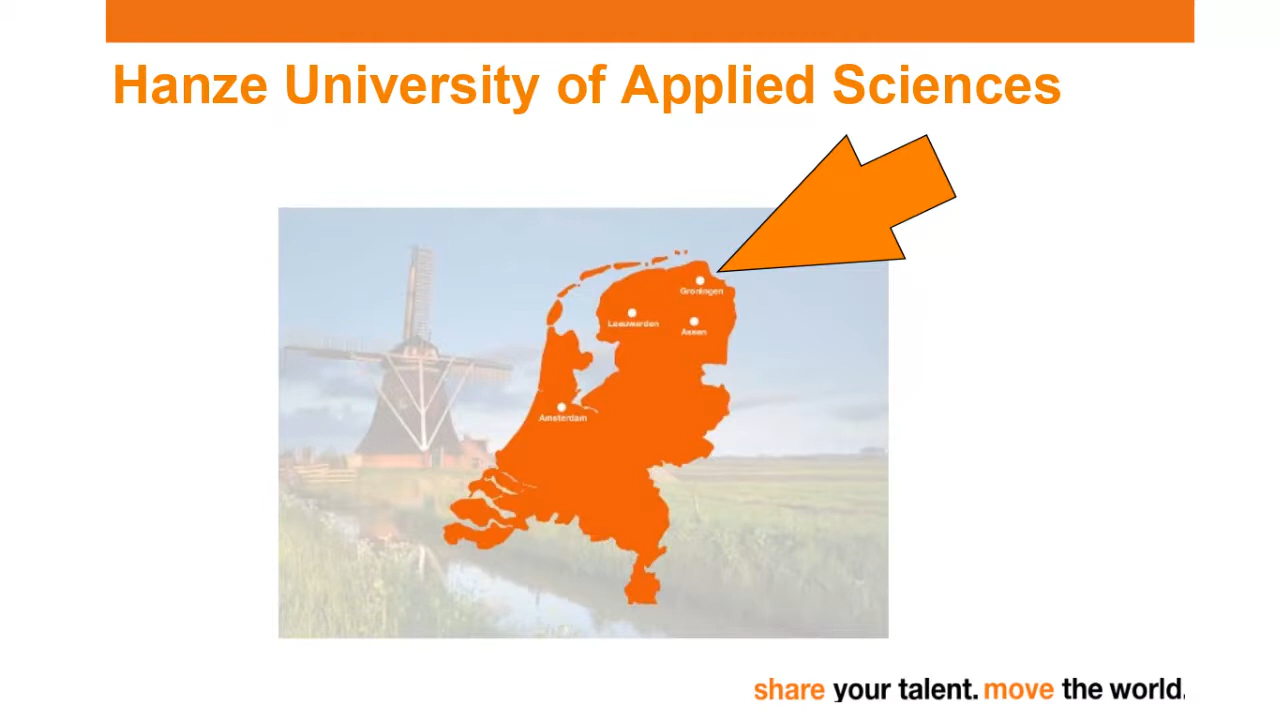 Hanze University of Applied Sciences
Groningen
Leeuwarden
Assen
Amsterdam
share your talent. move the world.